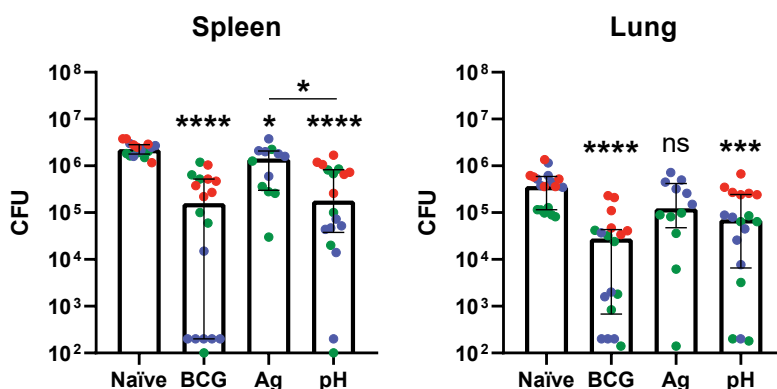 Spleen
CFU
10⁸
10⁷
10⁶
10⁵
10⁴
10³
10²
****
*
*
****
Naïve BCG Ag pH
Lung
CFU
10⁸
10⁷
10⁶
10⁵
10⁴
10³
10²
****
ns
***
Naïve BCG Ag pH